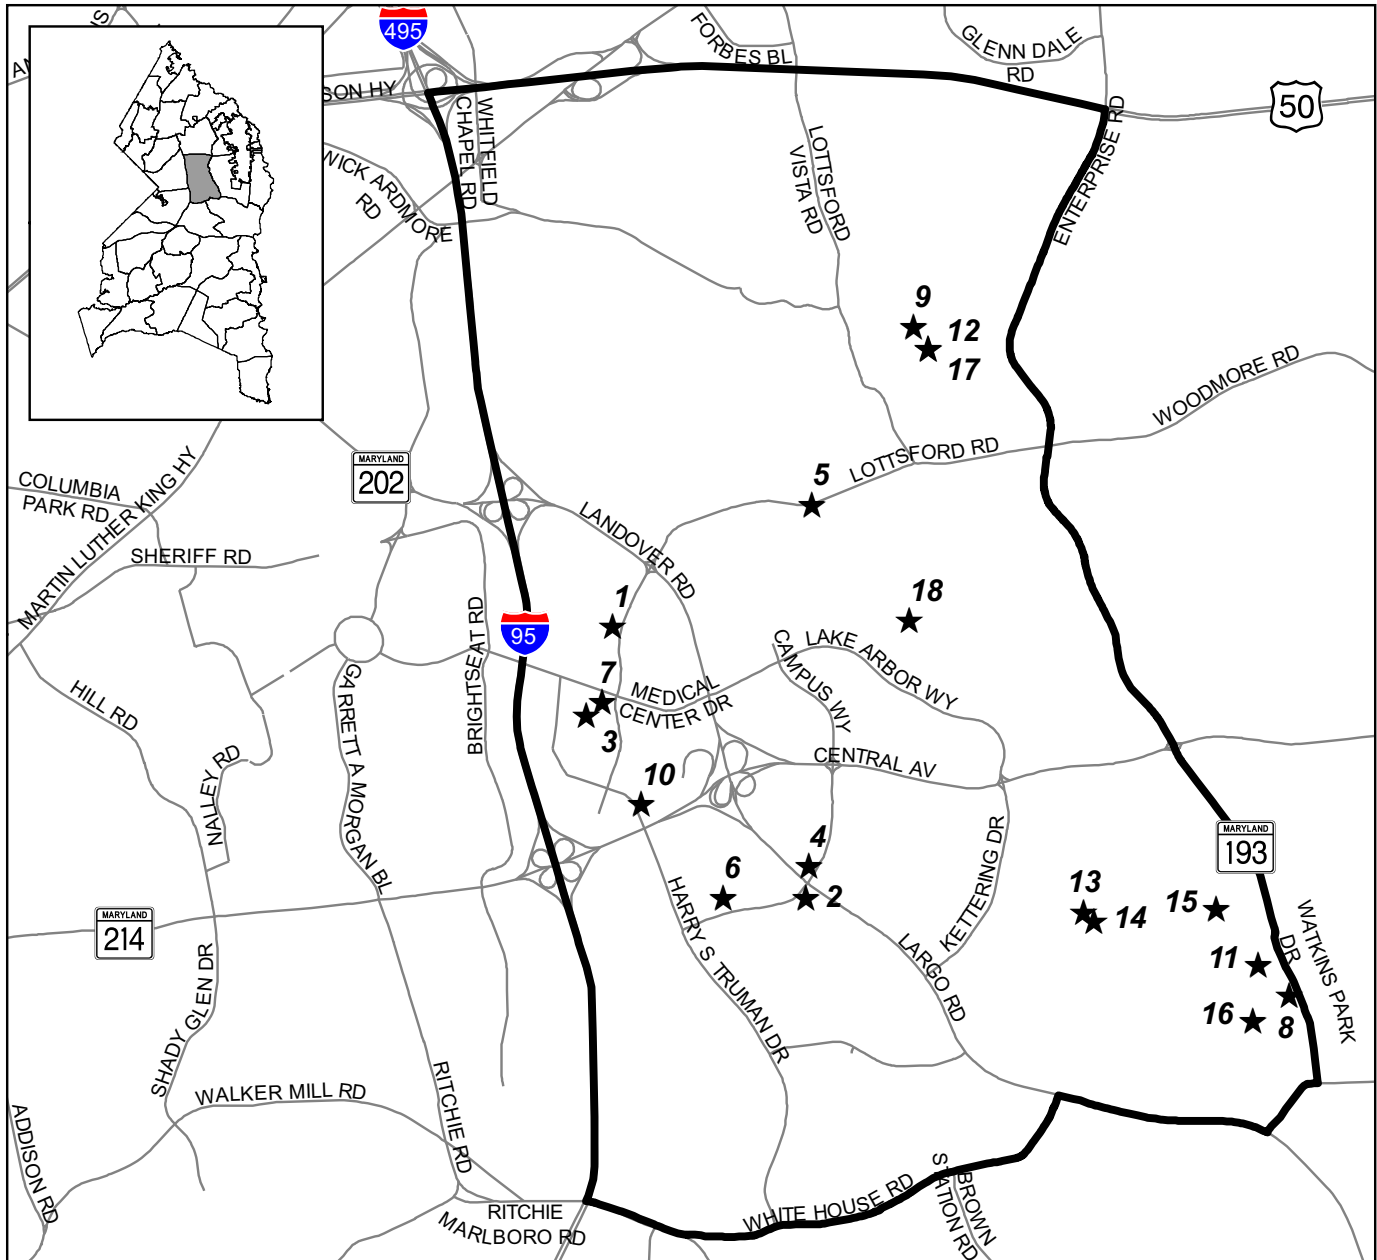 495
FORBES BL
GLENN DALE
RD
SON HY
50
WHITFIELD
CHAPEL RD
ENTERPRISE RD
LOTTSFORD
VISTA RD
ARDMORE
RD
9
12
17
WOODMORE RD
LOTTSFORD RD
5
MARYLAND
202
COLUMBIA
PARK RD
MARTIN LUTHER KING HY
SHERIFF RD
LANDOVER RD
1
18
95
BRIGHTSEAT RD
LAKE ARBOR WY
CAMPUS WY
7
MEDICAL
CENTER DR
3
HILL RD
GARRETT A MORGAN BL
NALLEY RD
CENTRAL AV
10
4
KETTERING DR
MARYLAND
193
6
2
13
14
15
HARRY S TRUMAN DR
LARGO RD
WATKINS PARK
DR
MARYLAND
214
11
16
8
SHADY GLEN DR
WALKER MILL RD
RITCHIE RD
ADDISON RD
RITCHIE
MARLBORO RD
WHITE HOUSE RD
BROWN
STATION RD